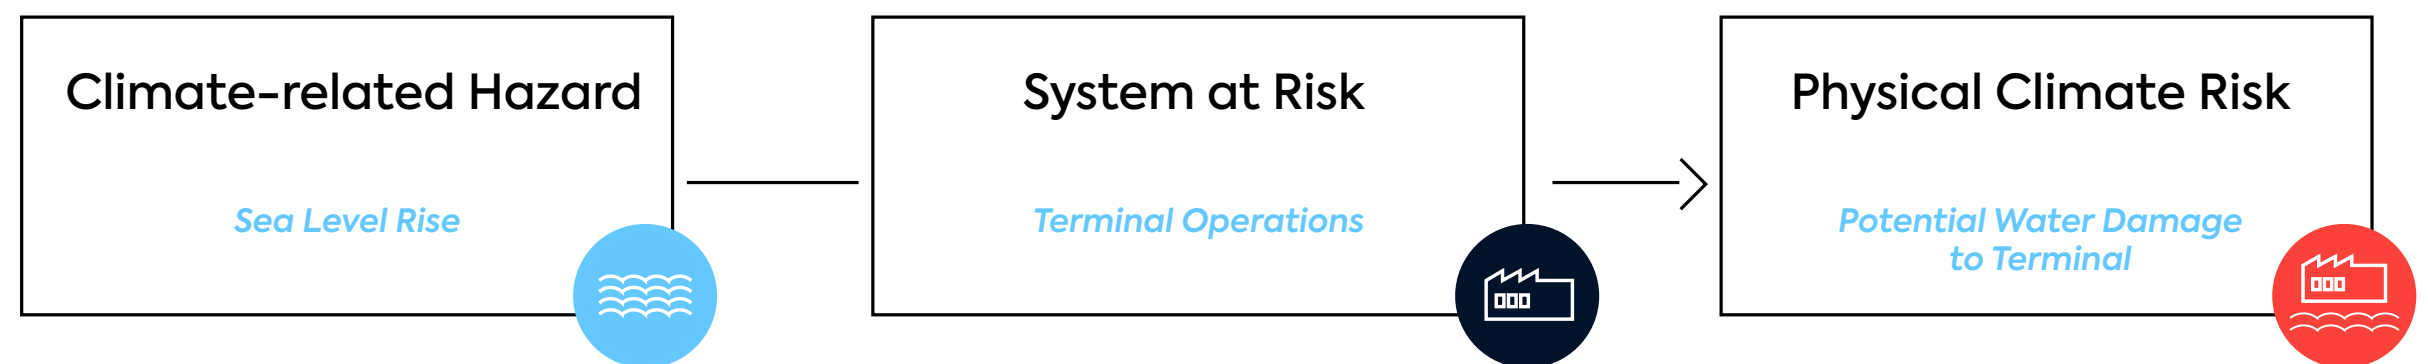 Climate-related Hazard
Sea Level Rise
System at Risk
Terminal Operations
Physical Climate Risk
Potential Water Damage
to Terminal